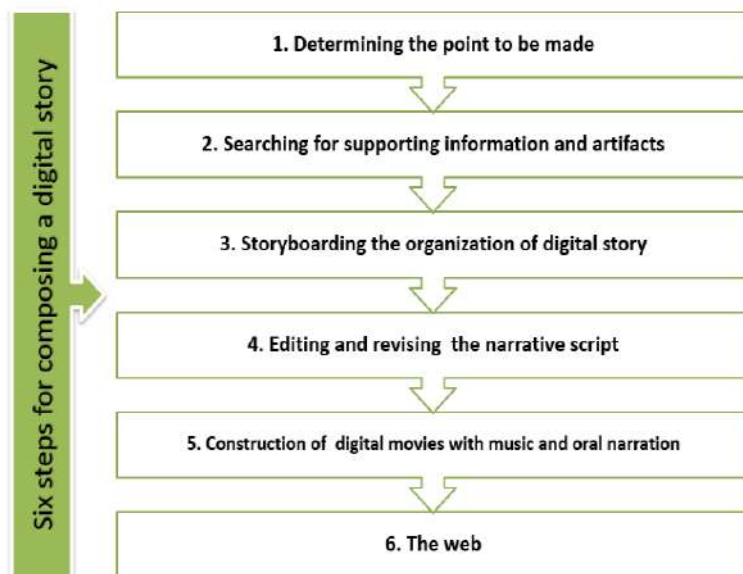 Six steps for composing a digital story
1. Determining the point to be made
2. Searching for supporting information and artifacts
3. Storyboarding the organization of digital story
4. Editing and revising the narrative script
5. Construction of digital movies with music and oral narration
6. The web